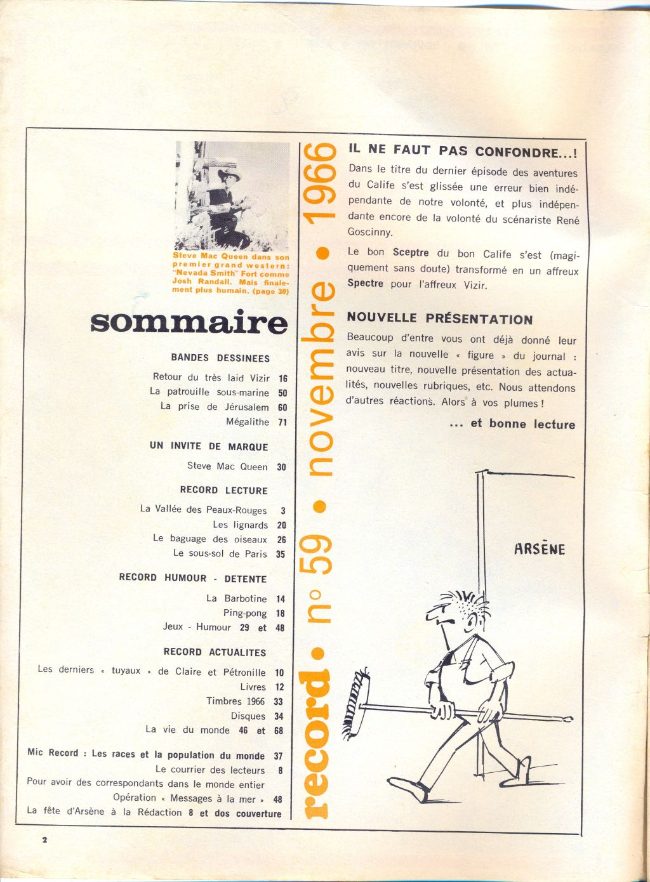 Steve Mac Queen dans son
premier grand western :
"Nevada Smith" Fort comme
Josh Randall. Mais finale-
ment plus humain. (page 30)
sommaire
BANDES DESSINEES
Retour du très laid Vizir 16
La patrouille sous-marine 50
La prise de Jérusalem 60
Mégalithe 71
UN INVITE DE MARQUE
Steve Mac Queen 30
RECORD LECTURE
La Vallée des Peaux-Rouges 3
Les lignards 20
Le baguage des oiseaux 26
Le sous-sol de Paris 35
RECORD HUMOUR - DETENTE
La Barbotine 14
Ping-pong 18
Jeux - Humour 29 et 48
RECORD ACTUALITES
Les derniers « tuyaux » de Claire et Pétronille 10
Livres 12
Timbres 1966 33
Disques 34
La vie du monde 46 et 68
Mic Record : Les races et la population du monde 37
Le courrier des lecteurs 8
Pour avoir des correspondants dans le monde entier
Opération « Messages à la mer » 48
La fête d'Arsène à la Rédaction 8 et dos couverture
record • n° 59 • novembre • 1966
IL NE FAUT PAS CONFONDRE...!
Dans le titre du dernier épisode des aventures
du Calife s'est glissée une erreur bien indé-
pendante de notre volonté, et plus indépen-
dante encore de la volonté du scénariste René
Goscinny.
Le bon Sceptre du bon Calife s'est (magi-
quement sans doute) transformé en un affreux
Spectre pour l'affreux Vizir.
NOUVELLE PRÉSENTATION
Beaucoup d'entre vous ont déjà donné leur
avis sur la nouvelle « figure » du journal :
nouveau titre, nouvelle présentation des actua-
lités, nouvelles rubriques, etc. Nous attendons
d'autres réactions. Alors à vos plumes !
... et bonne lecture
ARSÈNE
2